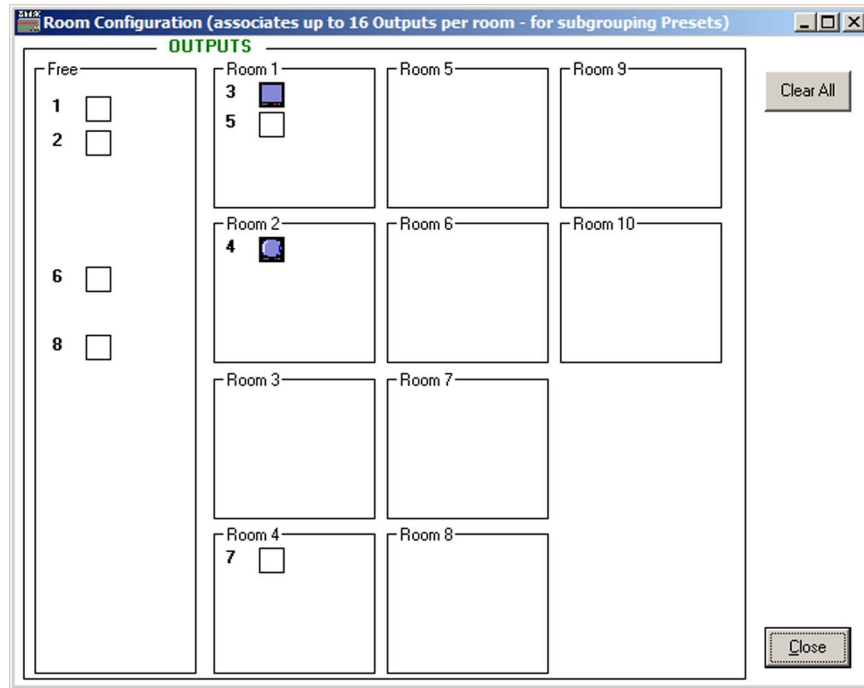 Room Configuration (associates up to 16 Outputs per room - for subgrouping Presets)
OUTPUTS
Free
1
2
6
8
Room 1
3
5
Room 2
4
Room 3
Room 4
7
Room 5
Room 6
Room 7
Room 8
Room 9
Room 10
Clear All
Close